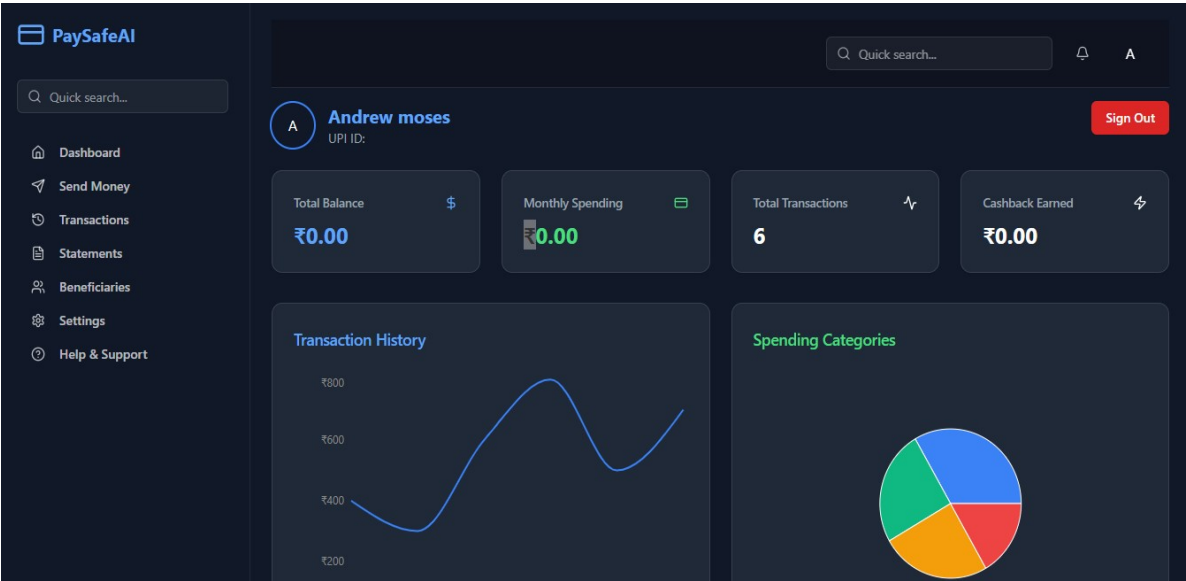 PaySafeAI
Quick search...
Dashboard
Send Money
Transactions
Statements
Beneficiaries
Settings
Help & Support
Quick search...
A
A
Andrew moses
UPI ID:
Sign Out
Total Balance
₹0.00
Monthly Spending
₹0.00
Total Transactions
6
Cashback Earned
₹0.00
Transaction History
₹800
₹600
₹400
₹200
Spending Categories